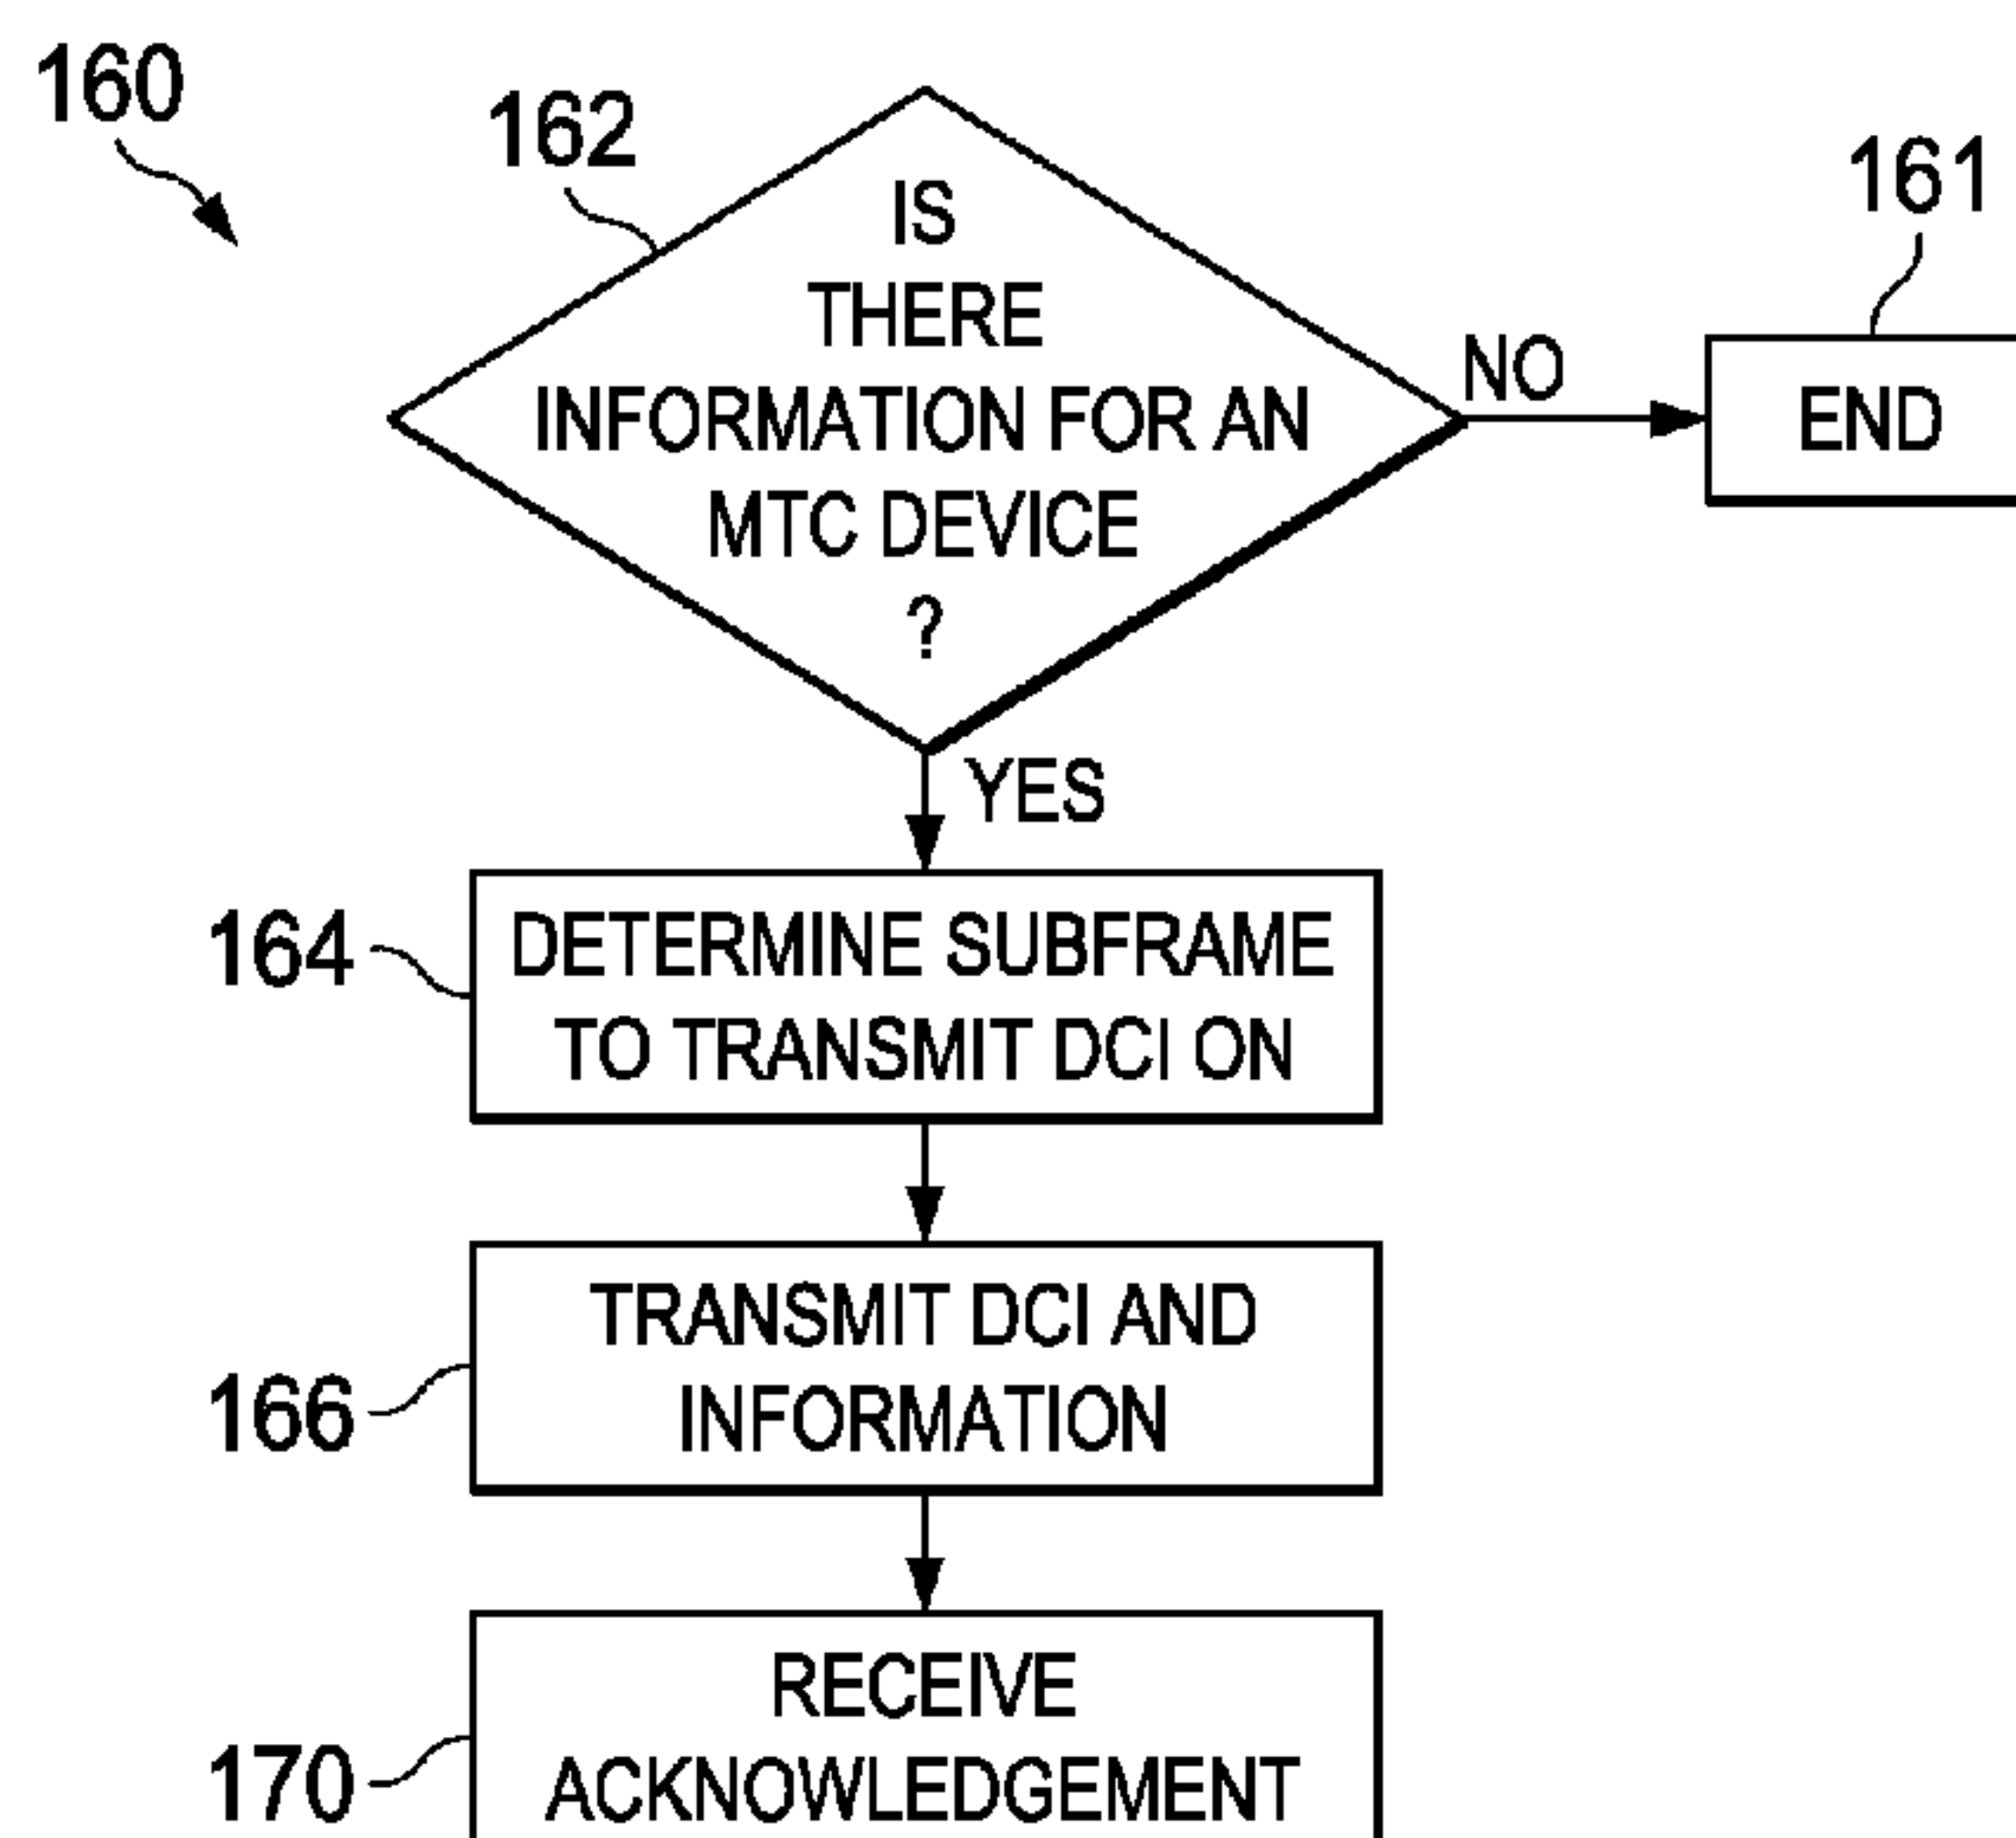 160
162
IS
THERE
INFORMATION FOR AN
MTC DEVICE
?
NO
161
END
YES
164
DETERMINE SUBFRAME
TO TRANSMIT DCI ON
166
TRANSMIT DCI AND
INFORMATION
170
RECEIVE
ACKNOWLEDGEMENT